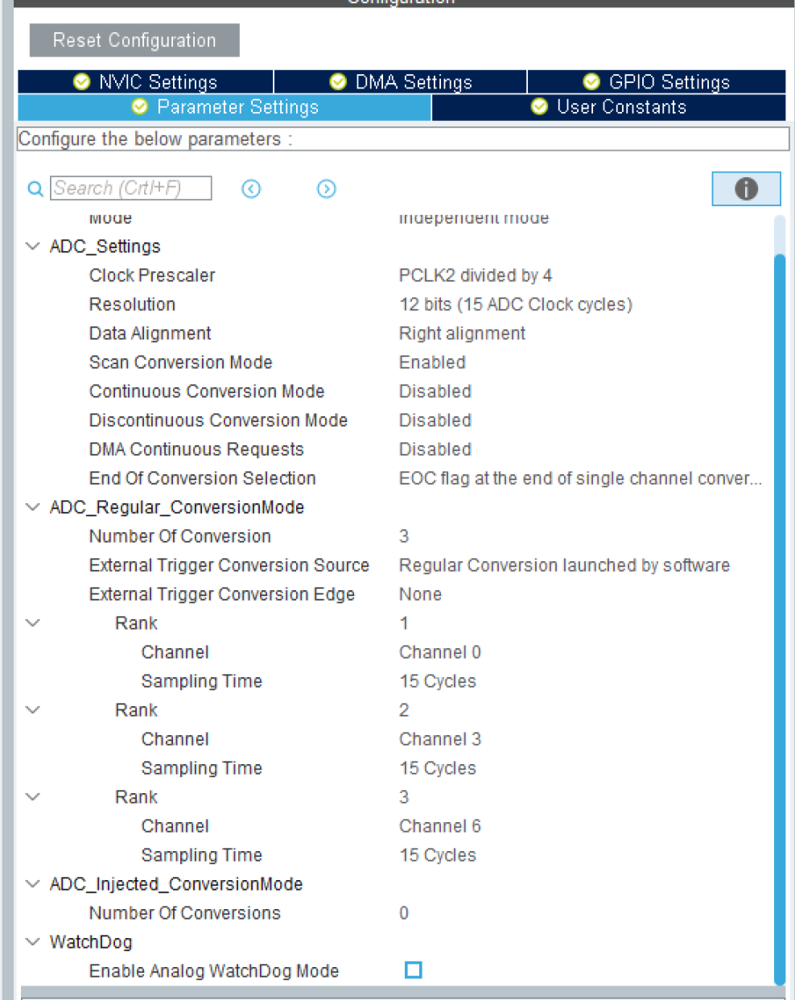 Configuration
Reset Configuration
NVIC Settings
DMA Settings
GPIO Settings
Parameter Settings
User Constants
Configure the below parameters :
Search (Crtl+F)
Mode Independent mode
ADC_Settings
Clock Prescaler PCLK2 divided by 4
Resolution 12 bits (15 ADC Clock cycles)
Data Alignment Right alignment
Scan Conversion Mode Enabled
Continuous Conversion Mode Disabled
Discontinuous Conversion Mode Disabled
DMA Continuous Requests Disabled
End Of Conversion Selection EOC flag at the end of single channel conver...
ADC_Regular_ConversionMode
Number Of Conversion 3
External Trigger Conversion Source Regular Conversion launched by software
External Trigger Conversion Edge None
Rank 1
Channel Channel 0
Sampling Time 15 Cycles
Rank 2
Channel Channel 3
Sampling Time 15 Cycles
Rank 3
Channel Channel 6
Sampling Time 15 Cycles
ADC_Injected_ConversionMode
Number Of Conversions 0
WatchDog
Enable Analog WatchDog Mode